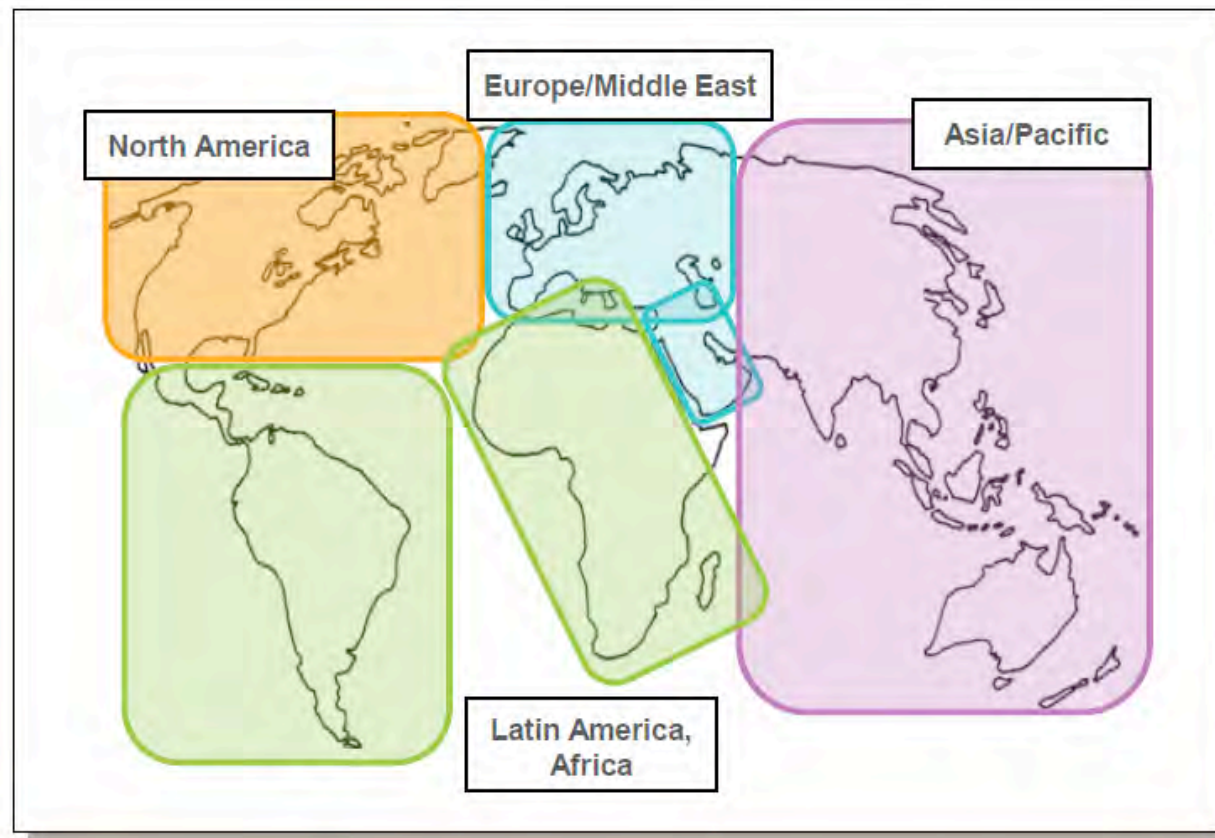 Europe/Middle East
North America
Asia/Pacific
Latin America,
Africa